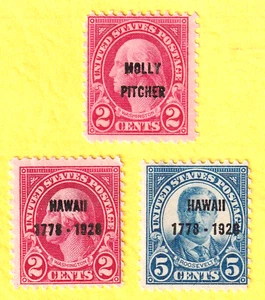 UNITED STATES POSTAGE
MOLLY
PITCHER
WASHINGTON
2 CENTS 2
UNITED STATES POSTAGE
HAWAII
1778 - 1928
WASHINGTON
2 CENTS 2
UNITED STATES POSTAGE
HAWAII
1778 - 1928
ROOSEVELT
5 CENTS 5